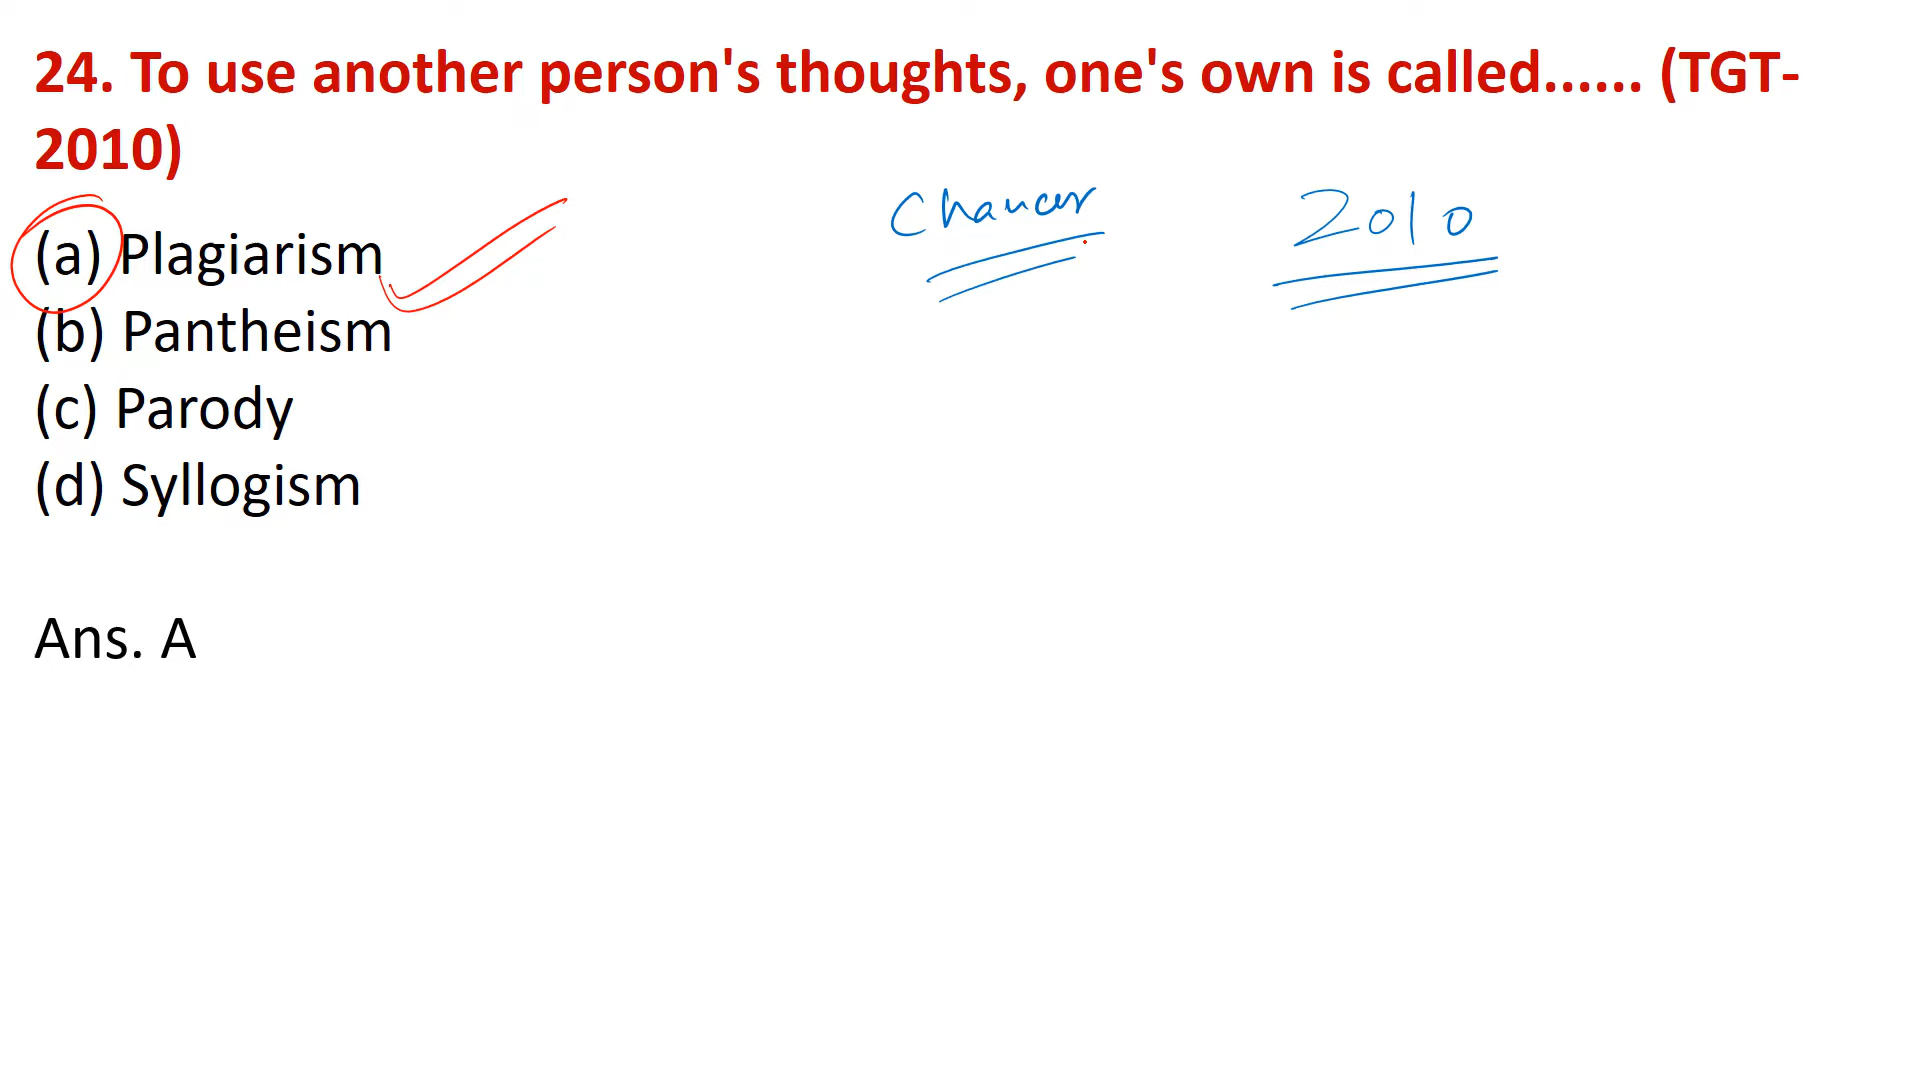 24. To use another person's thoughts, one's own is called...... (TGT-
2010)
Chaucer 2010
(a) Plagiarism
(b) Pantheism
(c) Parody
(d) Syllogism
Ans. A